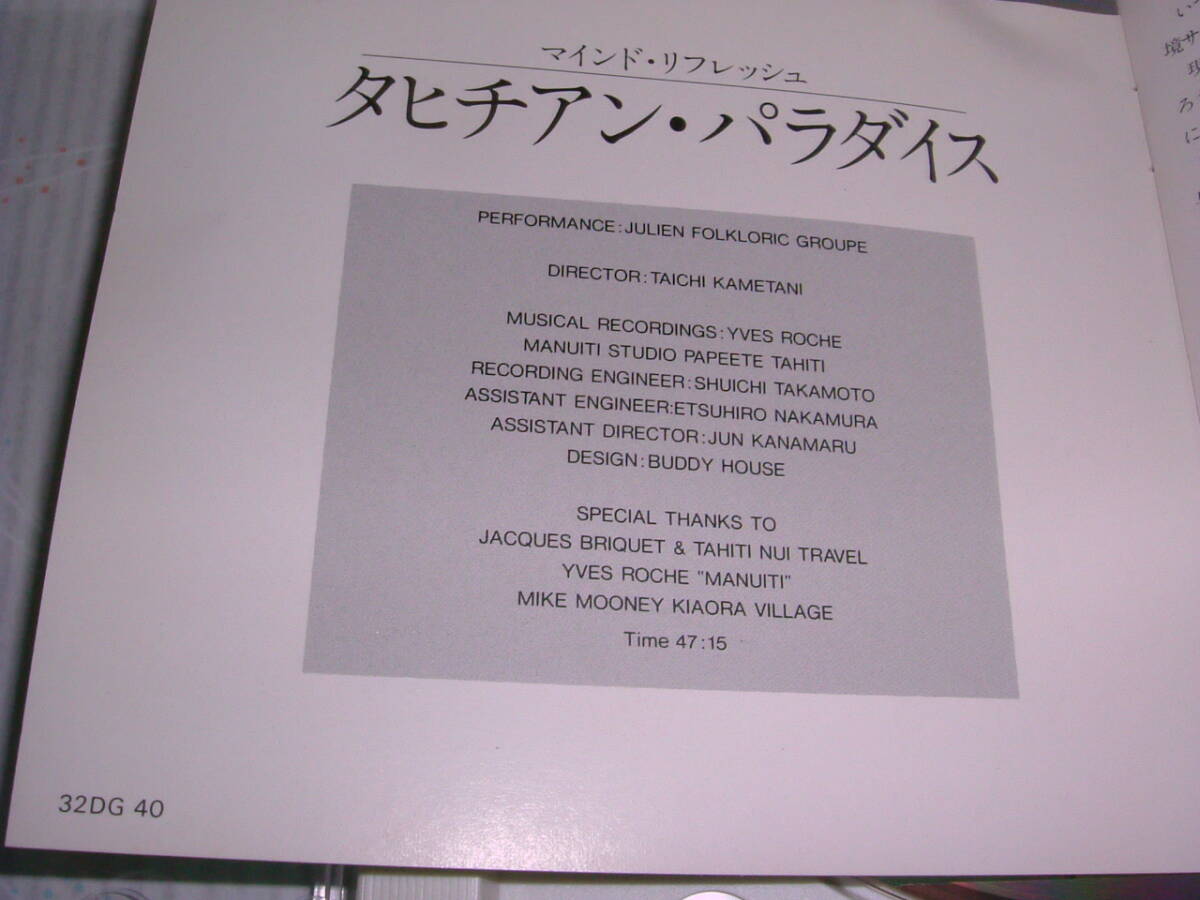 マインド・リフレッシュ
タヒチアン・パラダイス
PERFORMANCE:JULIEN FOLKLORIC GROUPE
DIRECTOR:TAICHI KAMETANI
MUSICAL RECORDINGS:YVES ROCHE
MANUITI STUDIO PAPEETE TAHITI
RECORDING ENGINEER:SHUICHI TAKAMOTO
ASSISTANT ENGINEER:ETSUHIRO NAKAMURA
ASSISTANT DIRECTOR:JUN KANAMARU
DESIGN:BUDDY HOUSE
SPECIAL THANKS TO
JACQUES BRIQUET & TAHITI NUI TRAVEL
YVES ROCHE "MANUITI"
MIKE MOONEY KIAORA VILLAGE
Time 47:15
32DG 40